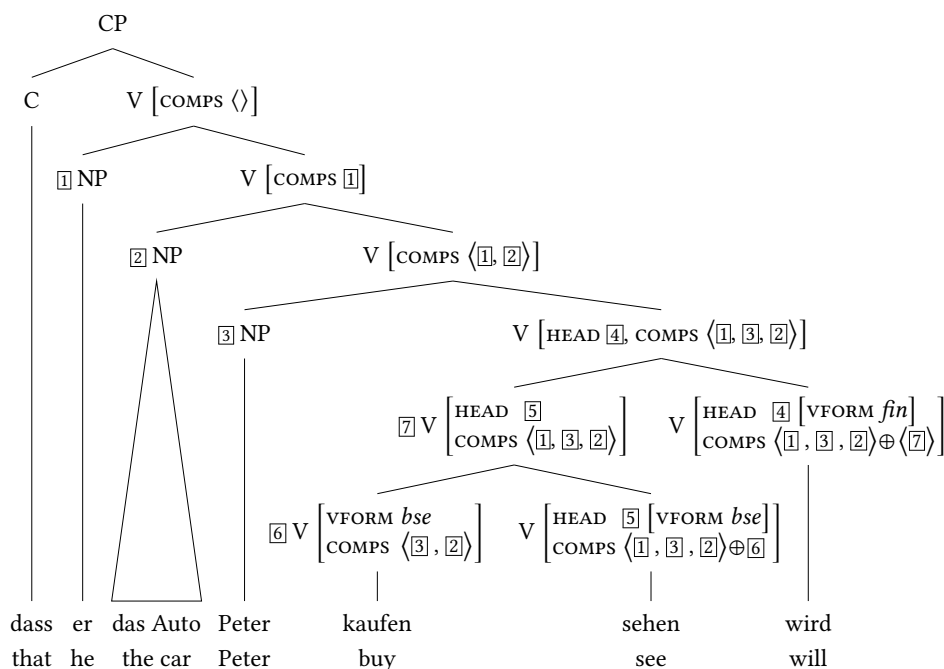 CP
C V [COMPS ⟨⟩]
1 NP V [COMPS 1]
2 NP V [COMPS ⟨1, 2⟩]
3 NP V [HEAD 4, COMPS ⟨1, 3, 2⟩]
7 V [HEAD 5 COMPS ⟨1, 3, 2⟩] V [HEAD 4 [VFORM fin] COMPS ⟨1 , 3 , 2⟩⊕⟨7⟩]
6 V [VFORM bse COMPS ⟨3 , 2⟩] V [HEAD 5 [VFORM bse] COMPS ⟨1 , 3 , 2⟩⊕6]
dass er das Auto Peter kaufen sehen wird
that he the car Peter buy see will